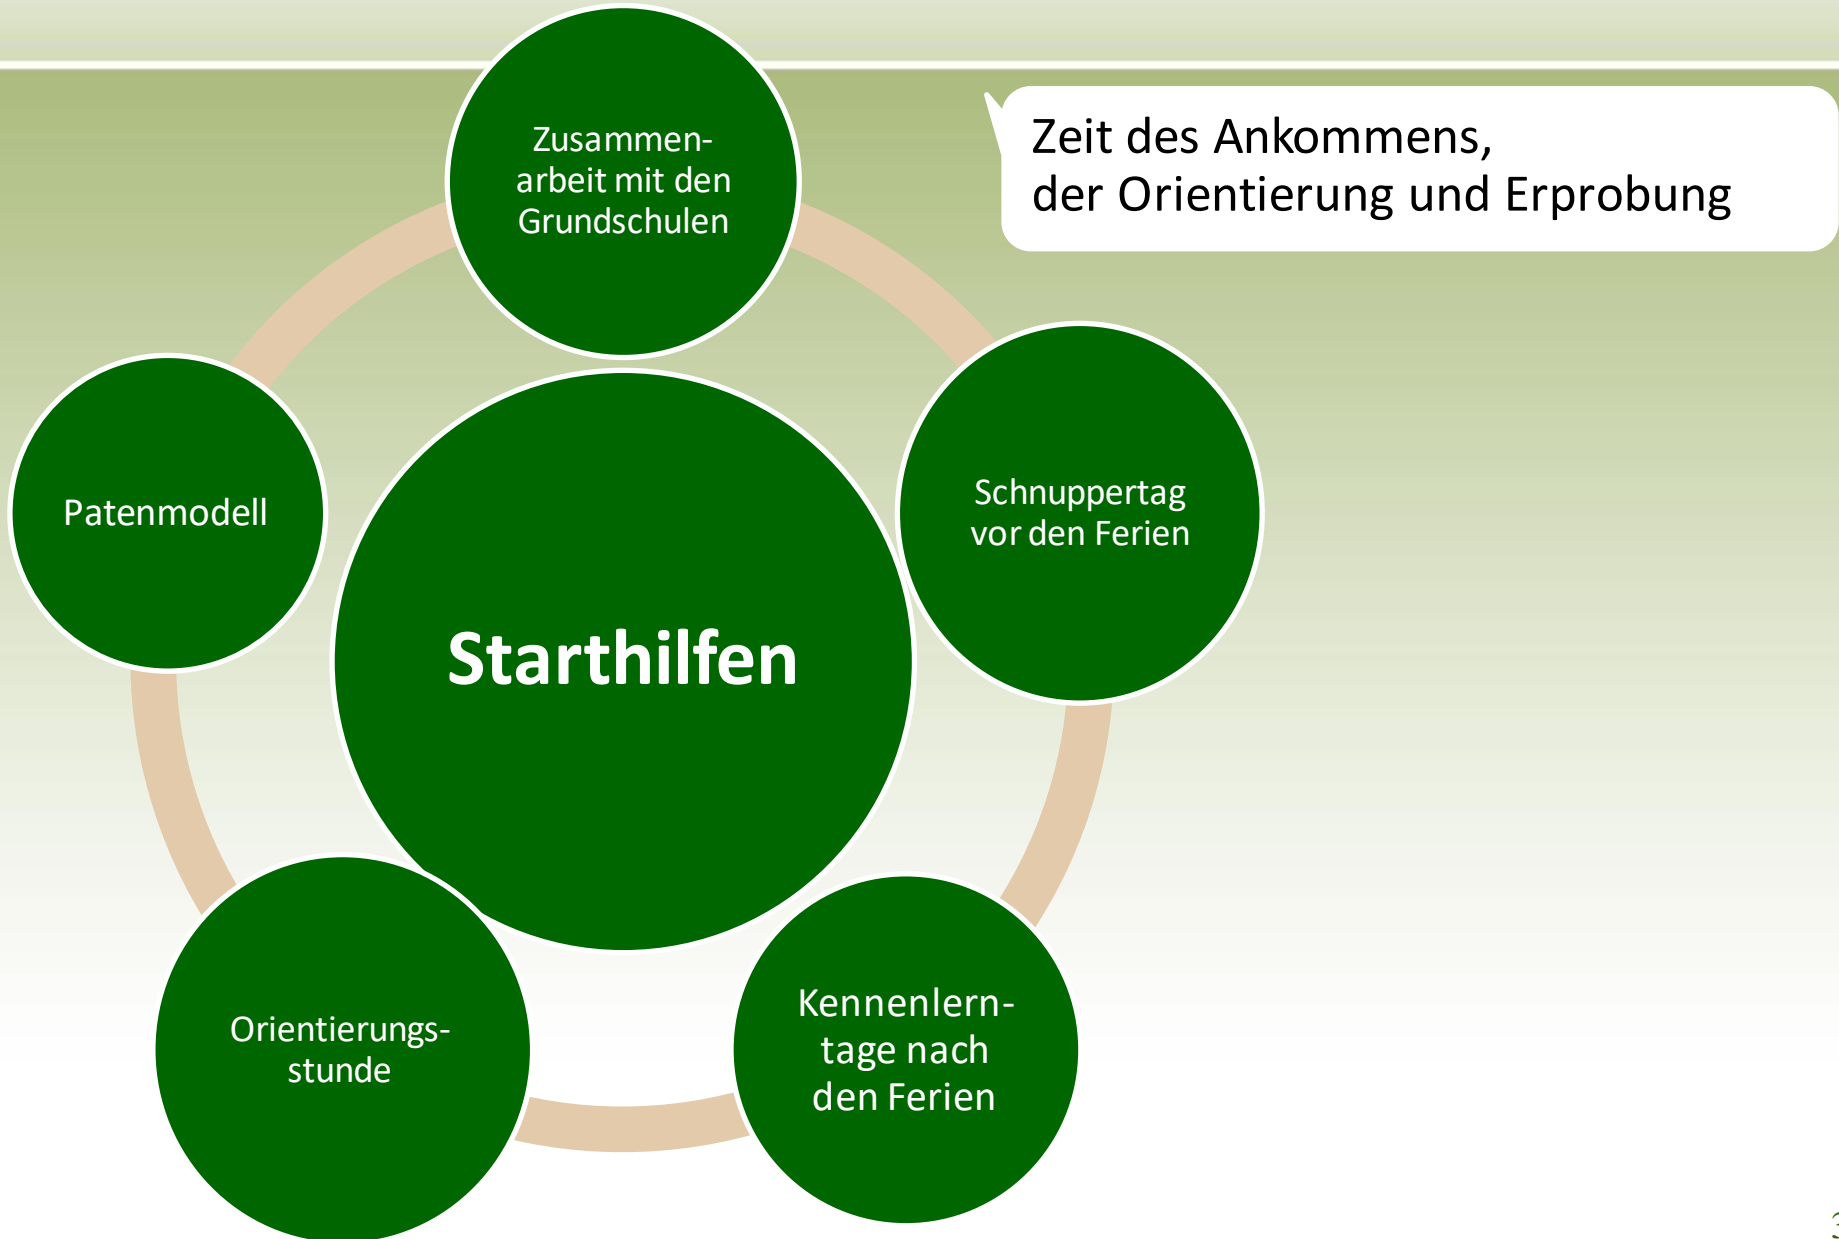 Zusammen-
arbeit mit den
Grundschulen
Zeit des Ankommens,
der Orientierung und Erprobung
Schnuppertag
vor den Ferien
Patenmodell
Starthilfen
Kennenlern-
tage nach
den Ferien
Orientierungs-
stunde